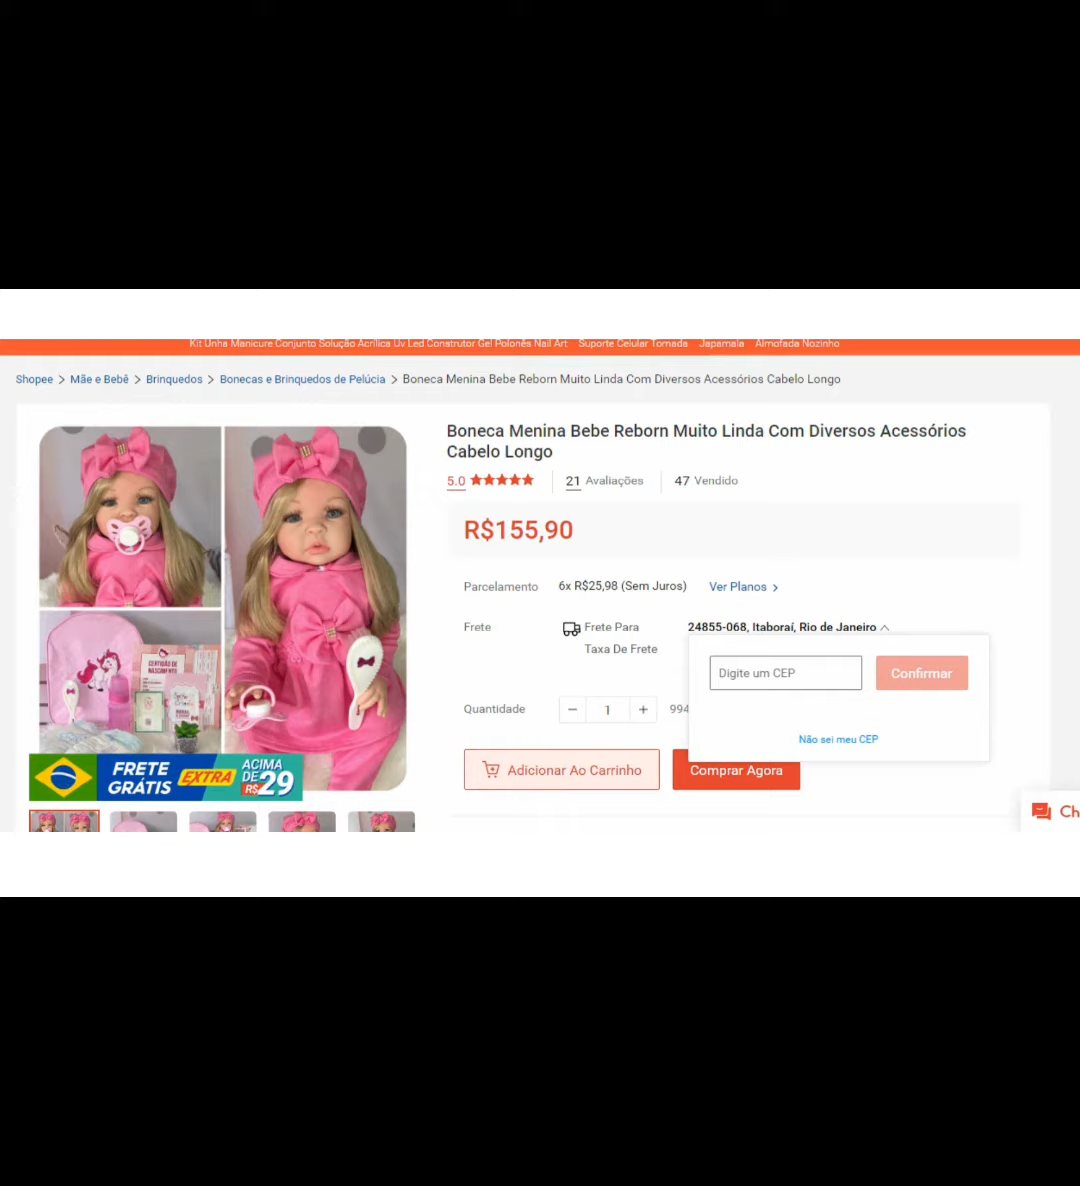 Kit Unha Manicure Conjunto Solução Acrílica Uv Led Construtor Gel Polonês Nail Art Suporte Celular Tomada Japamala Almofada Nozinho
Shopee > Mãe e Bebê > Brinquedos > Bonecas e Brinquedos de Pelúcia > Boneca Menina Bebe Reborn Muito Linda Com Diversos Acessórios Cabelo Longo
Boneca Menina Bebe Reborn Muito Linda Com Diversos Acessórios
Cabelo Longo
5.0 ★★★★★ 21 Avaliações 47 Vendido
R$155,90
Parcelamento 6x R$25,98 (Sem Juros) Ver Planos >
Frete Frete Para 24855-068, Itaboraí, Rio de Janeiro
Taxa De Frete
Digite um CEP Confirmar
Quantidade − 1 + 994
Não sei meu CEP
Adicionar Ao Carrinho Comprar Agora
CERTIDÃO DE
NASCIMENTO
FRETE
GRÁTIS
EXTRA
ACIMA
DE
R$29
Ch